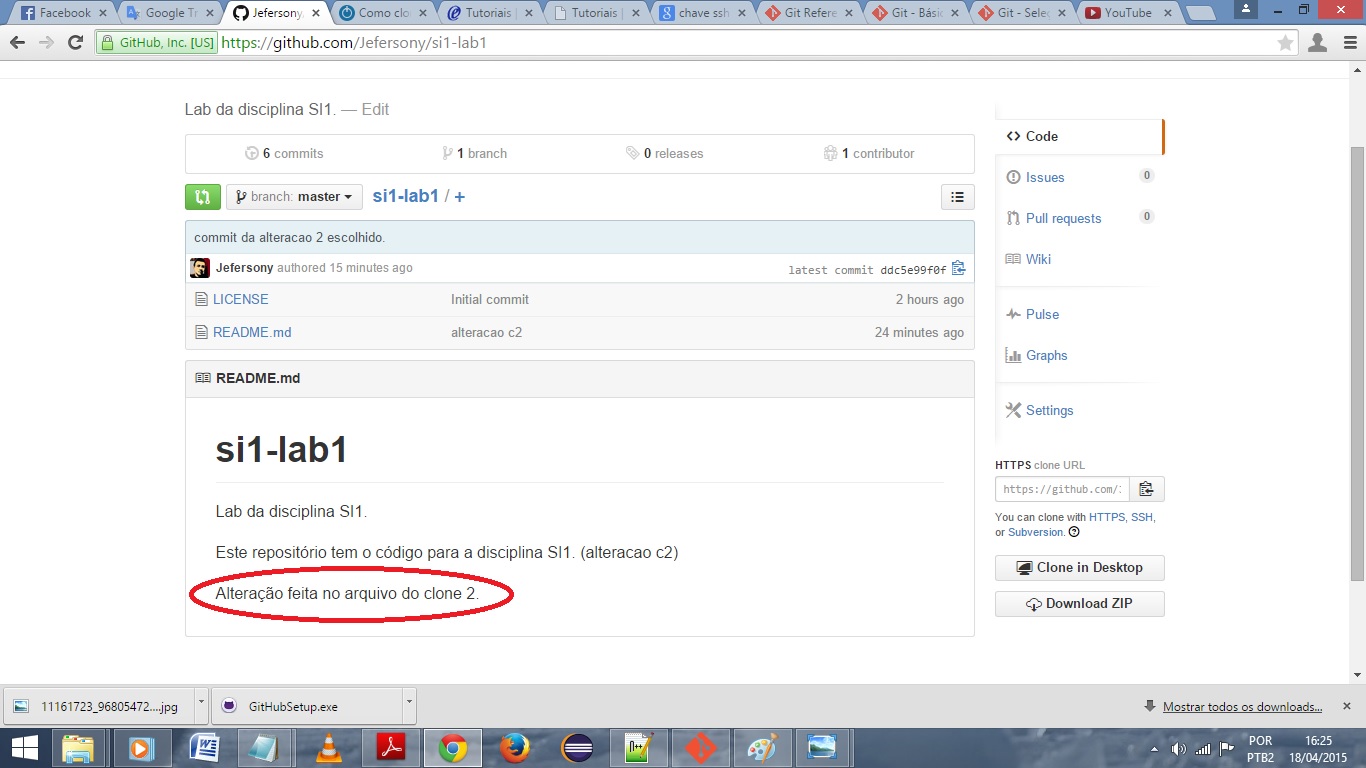 Facebook
Google Tr
Jefersony
Como clo
Tutoriais |
Tutoriais |
chave ssh
Git Refere
Git - Bási
Git - Sele
YouTube
GitHub, Inc. [US] https://github.com/Jefersony/si1-lab1
Lab da disciplina SI1. — Edit
6 commits
1 branch
0 releases
1 contributor
branch: master
si1-lab1 / +
commit da alteracao 2 escolhido.
Jefersony authored 15 minutes ago
latest commit ddc5e99f0f
LICENSE Initial commit 2 hours ago
README.md alteracao c2 24 minutes ago
README.md
si1-lab1
Lab da disciplina SI1.
Este repositório tem o código para a disciplina SI1. (alteracao c2)
Alteração feita no arquivo do clone 2.
Code
Issues 0
Pull requests 0
Wiki
Pulse
Graphs
Settings
HTTPS clone URL
https://github.com/
You can clone with HTTPS, SSH,
or Subversion.
Clone in Desktop
Download ZIP
11161723_96805472....jpg
GitHubSetup.exe
Mostrar todos os downloads...
POR
PTB2
16:25
18/04/2015